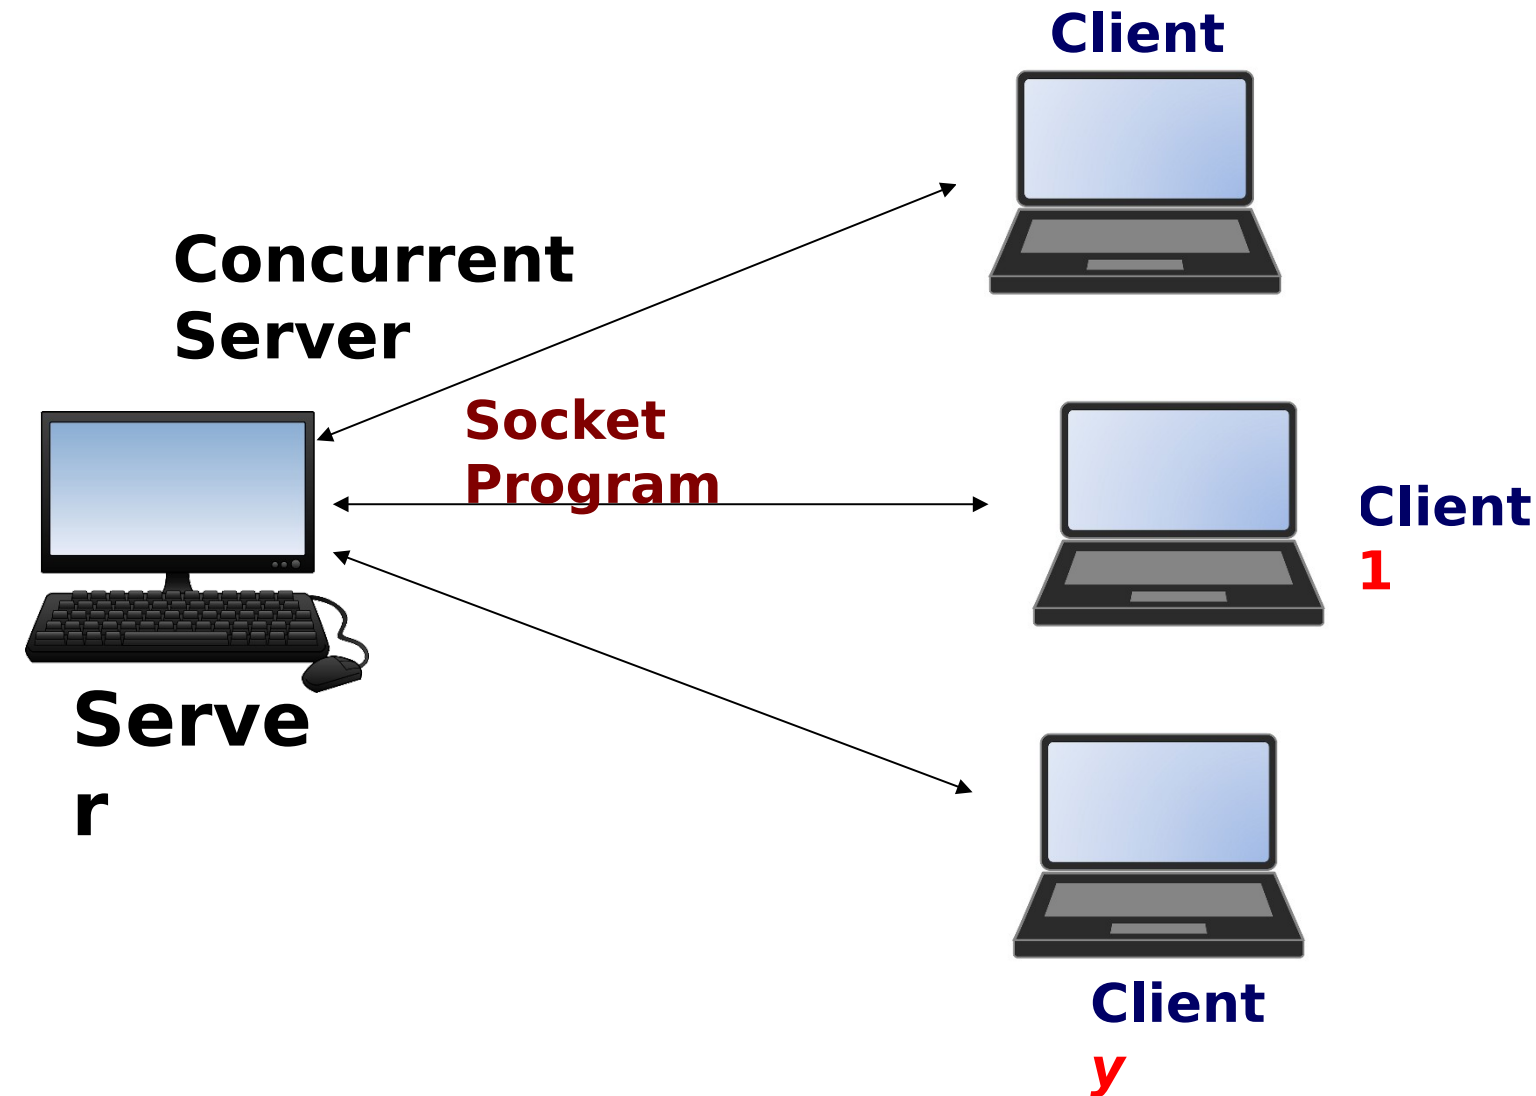 Client
Concurrent
Server
Socket
Program
Client
1
Serve
r
Client
y